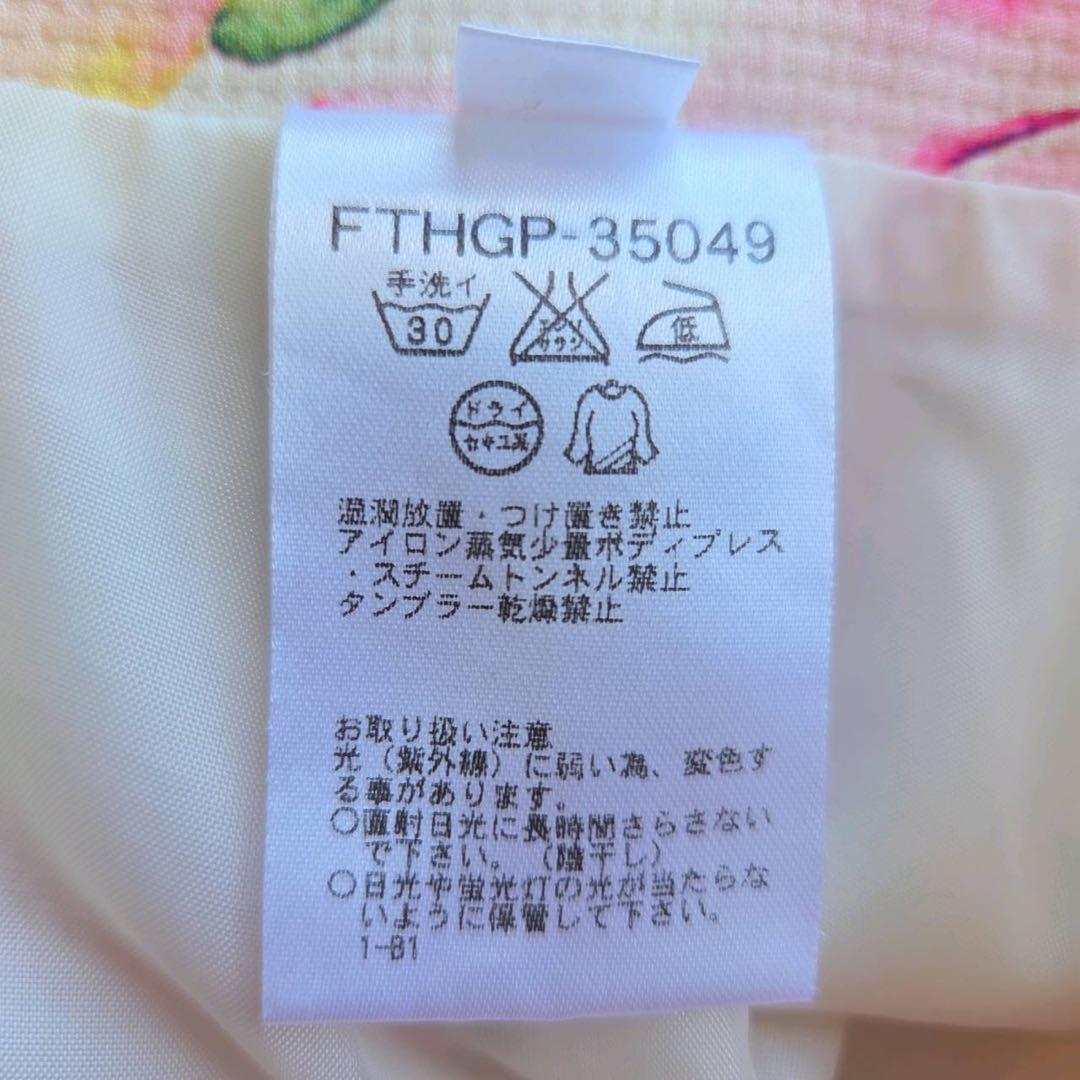 FTHGP-35049
手洗イ
30
エンソ
サラシ
低
ドライ
セキユ系
湿潤放置・つけ置き禁止
アイロン蒸気少量ボディプレス
・スチームトンネル禁止
タンブラー乾燥禁止
お取り扱い注意
光(紫外線)に弱い為、変色す
る事があります。
○直射日光に長時間さらさない
で下さい。(陰干し)
○日光や蛍光灯の光が当たらな
いように保管して下さい。
1-B1